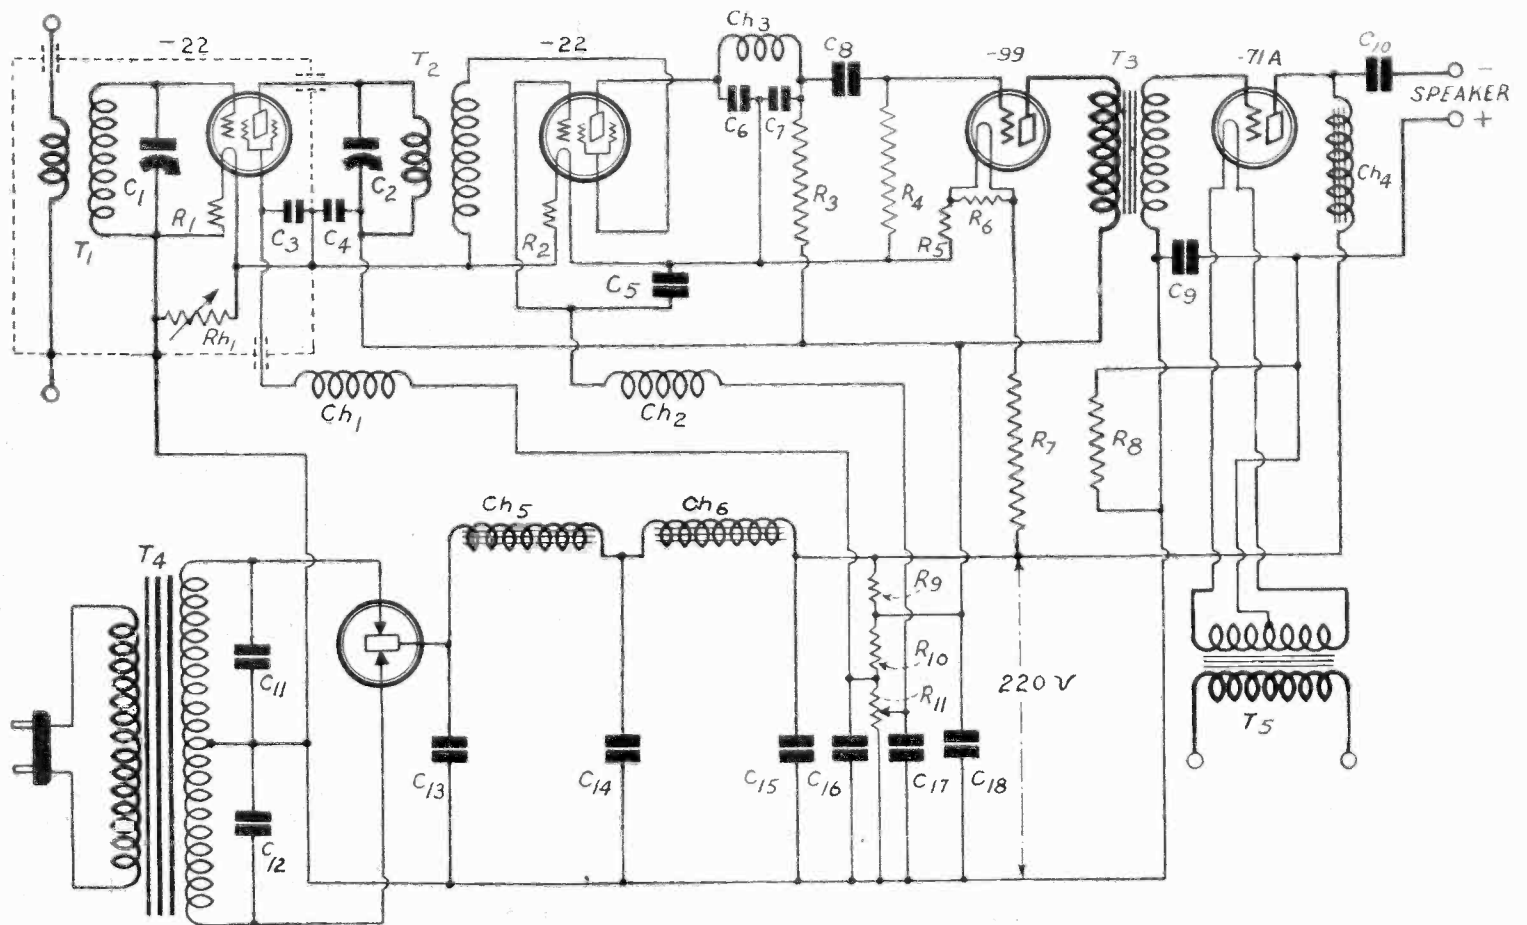 Ch3
C8
-22
T2
-22
-99
T3
-71A
C10
-
SPEAKER
+
C6
C7
C1
R1
C2
R3
R4
R6
Ch4
T1
C3
C4
R2
R5
C5
C9
Rh1
Ch1
Ch2
R7
R8
Ch5
Ch6
T4
R9
R10
C11
220 V
R11
T5
C13
C14
C15
C16
C17
C18
C12